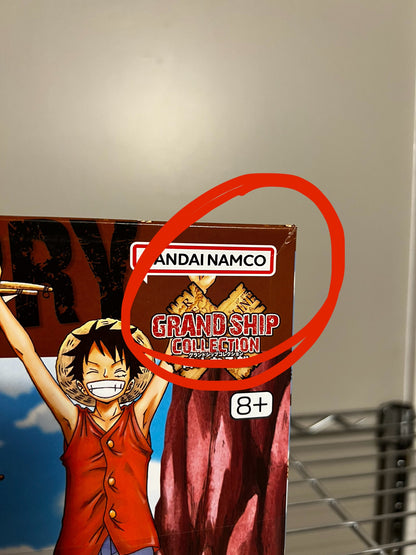 RY
BANDAI NAMCO
GRAND SHIP
COLLECTION
グランドシップコレクション
8+